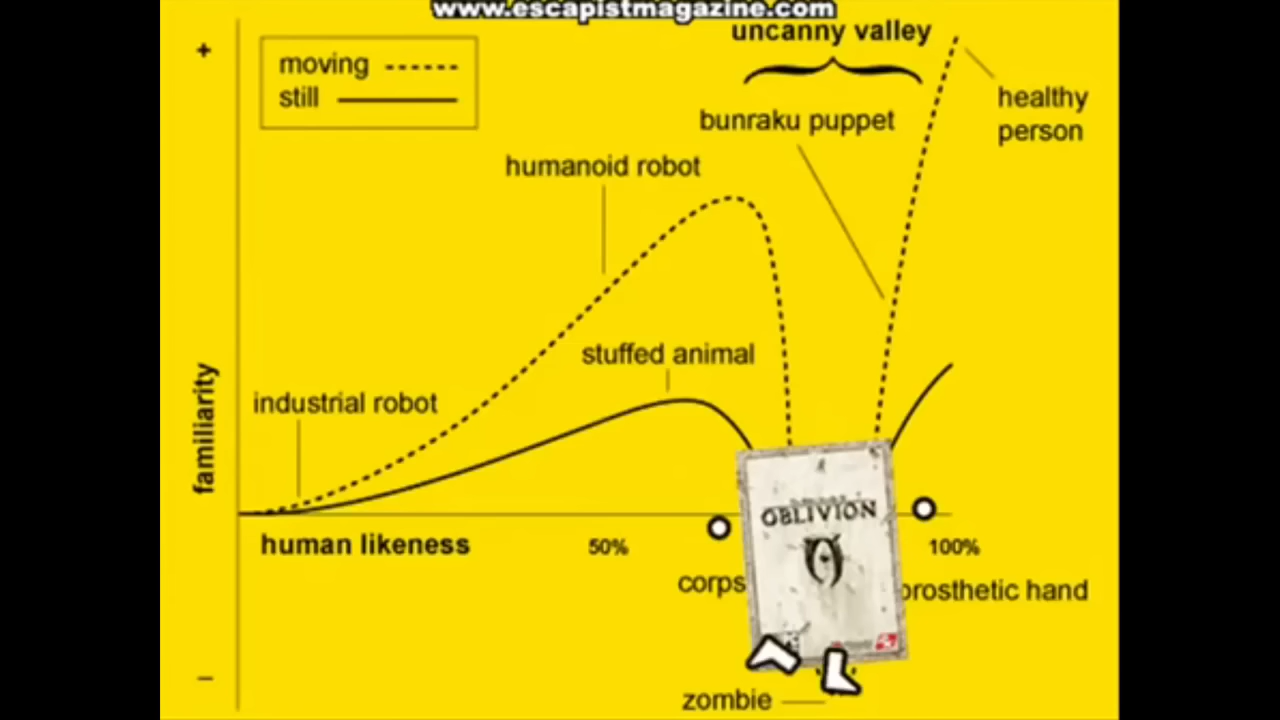 www.escapistmagazine.com
+
uncanny valley
moving
still
healthy
person
bunraku puppet
humanoid robot
stuffed animal
industrial robot
familiarity
OBLIVION
human likeness
50%
100%
corps
prosthetic hand
–
zombie